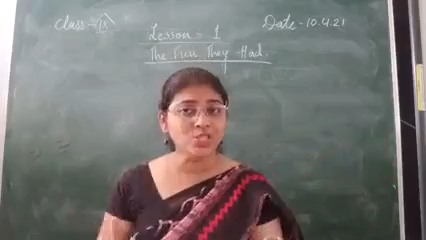 Class - IX Date - 10.4.21
Lesson = 1
The Fun They Had.